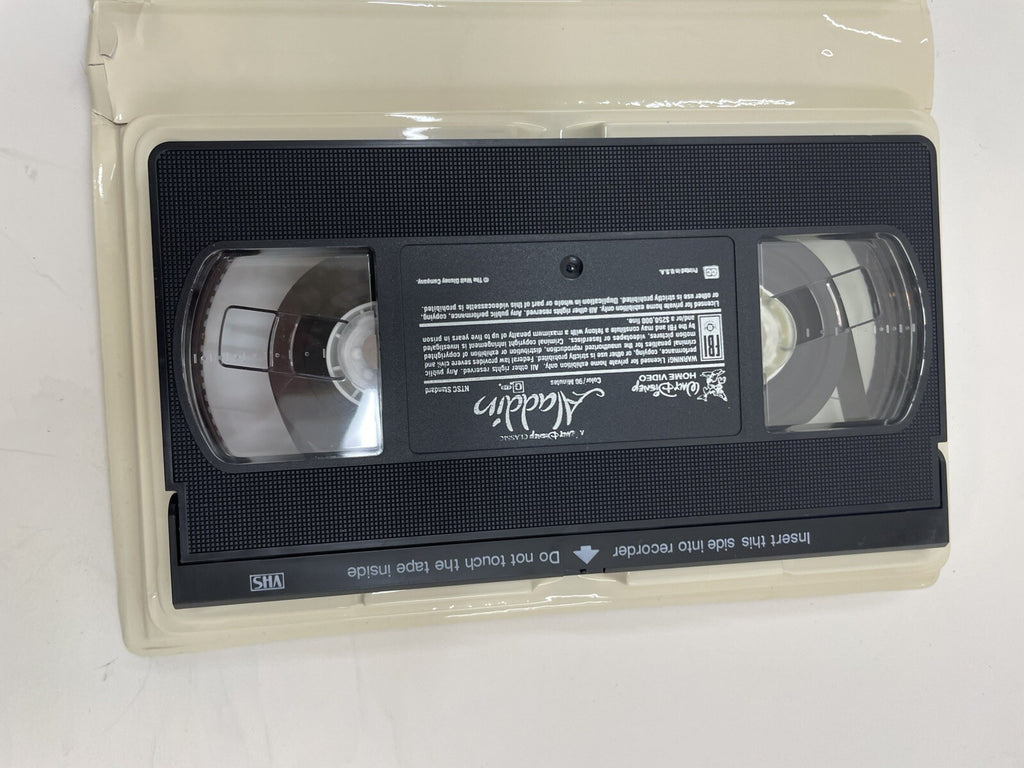 Insert this side into recorder
Do not touch the tape inside
VHS
A WALT DISNEY CLASSIC
Aladdin
WALT DISNEY
HOME VIDEO
Color/90 Minutes
NTSC Standard
WARNING: Licensed for private home exhibition only. All other rights reserved. Any public
performance, copying, or other use is strictly prohibited. Federal law provides severe civil and
criminal penalties for the unauthorized reproduction, distribution or exhibition of copyrighted
motion pictures, videotapes or videodiscs. Criminal copyright infringement is investigated
by the FBI and may constitute a felony with a maximum penalty of up to five years in prison
and/or a $250,000 fine.
FBI
Licensed for private home exhibition only. All rights reserved. Any public performance, copying,
or other use is strictly prohibited. Duplication in whole or part of this videocassette is prohibited.
CC
Printed in U.S.A.
© The Walt Disney Company.